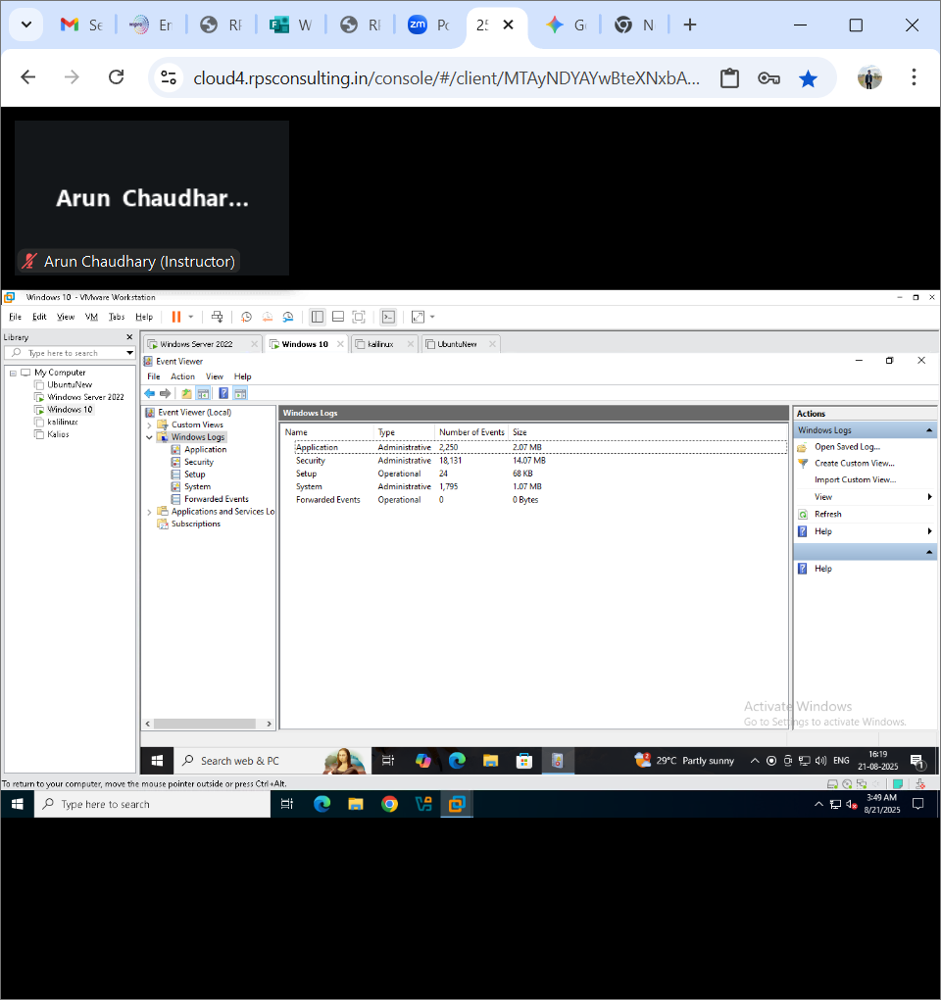 Se
Er
RF
W
RI
zm
Pc
25
G
N
cloud4.rpsconsulting.in/console/#/client/MTAyNDYAYwBteXNxbA...
Arun Chaudhar...
Arun Chaudhary (Instructor)
Windows 10 - VMware Workstation
File Edit View VM Tabs Help
Library
Type here to search
My Computer
UbuntuNew
Windows Server 2022
Windows 10
kalilinux
Kalios
Windows Server 2022
Windows 10
kalilinux
UbuntuNew
Event Viewer
File Action View Help
Event Viewer (Local)
Custom Views
Windows Logs
Application
Security
Setup
System
Forwarded Events
Applications and Services Lo
Subscriptions
Windows Logs
Name Type Number of Events Size
Application Administrative 2,250 2.07 MB
Security Administrative 18,131 14.07 MB
Setup Operational 24 68 KB
System Administrative 1,795 1.07 MB
Forwarded Events Operational 0 0 Bytes
Actions
Windows Logs
Open Saved Log...
Create Custom View...
Import Custom View...
View
Refresh
Help
Help
Activate Windows
Go to Settings to activate Windows.
Search web & PC
29°C Partly sunny
ENG
16:19
21-08-2025
1
To return to your computer, move the mouse pointer outside or press Ctrl+Alt.
Type here to search
3:49 AM
8/21/2025